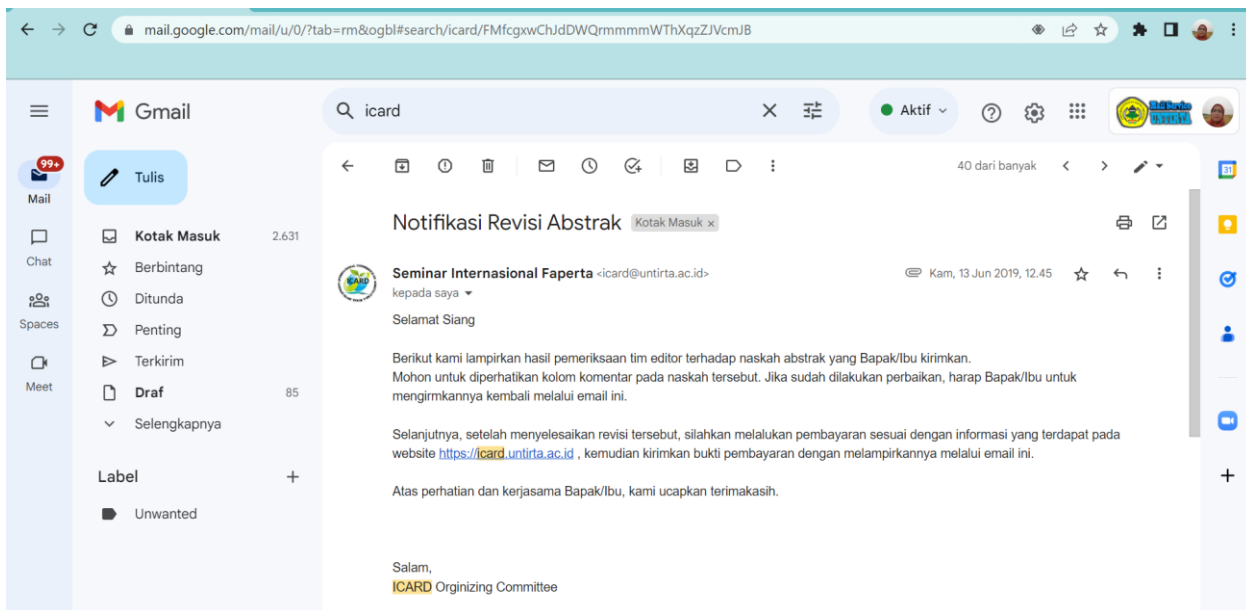 mail.google.com/mail/u/0/?tab=rm&ogbl#search/icard/FMfcgxwChJdDWQrmmmmWThXqzZJVcmJB
Gmail
icard
Aktif
Mail Service
UNTIRTA
99+
Mail
Chat
Spaces
Meet
Tulis
Kotak Masuk 2.631
Berbintang
Ditunda
Penting
Terkirim
Draf 85
Selengkapnya
Label
Unwanted
40 dari banyak
31
Notifikasi Revisi Abstrak Kotak Masuk x
ICARD
Seminar Internasional Faperta <icard@untirta.ac.id> Kam, 13 Jun 2019, 12.45
kepada saya
Selamat Siang
Berikut kami lampirkan hasil pemeriksaan tim editor terhadap naskah abstrak yang Bapak/Ibu kirimkan.
Mohon untuk diperhatikan kolom komentar pada naskah tersebut. Jika sudah dilakukan perbaikan, harap Bapak/Ibu untuk
mengirmkannya kembali melalui email ini.
Selanjutnya, setelah menyelesaikan revisi tersebut, silahkan melalukan pembayaran sesuai dengan informasi yang terdapat pada
website https://icard.untirta.ac.id , kemudian kirimkan bukti pembayaran dengan melampirkannya melalui email ini.
Atas perhatian dan kerjasama Bapak/Ibu, kami ucapkan terimakasih.
Salam,
ICARD Orginizing Committee